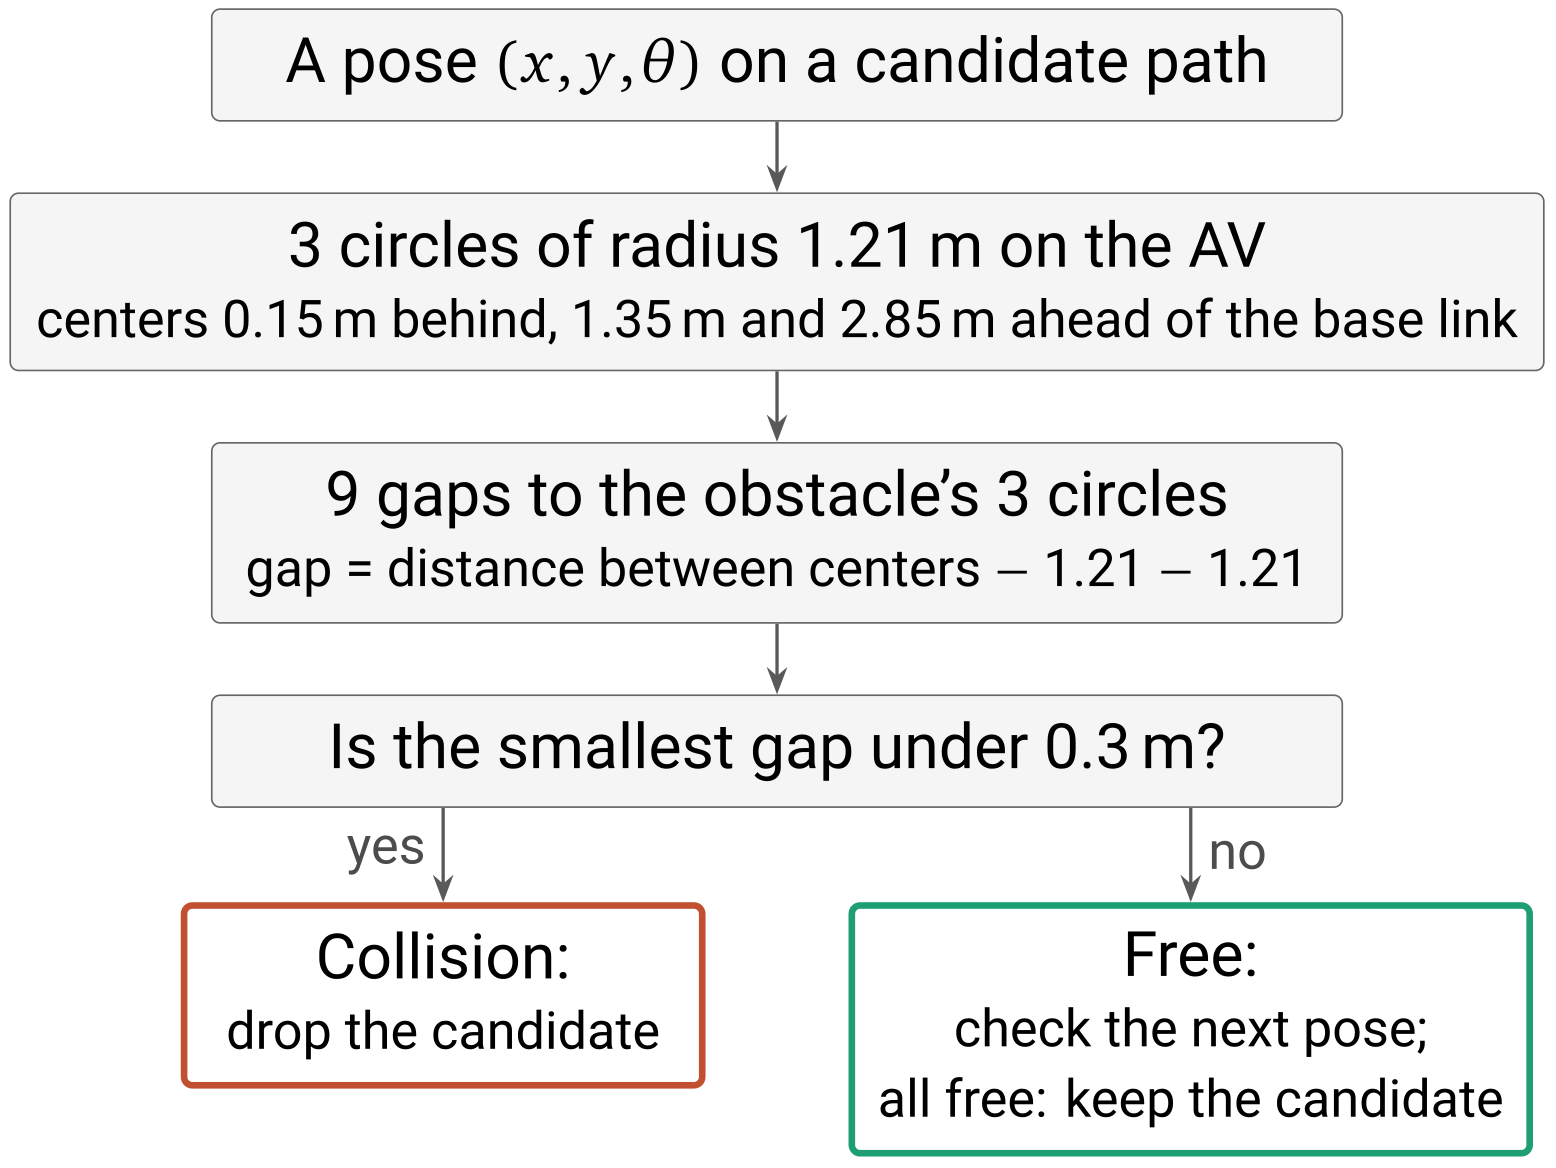 A pose (x, y, θ) on a candidate path
3 circles of radius 1.21 m on the AV
centers 0.15 m behind, 1.35 m and 2.85 m ahead of the base link
9 gaps to the obstacle’s 3 circles
gap = distance between centers − 1.21 − 1.21
Is the smallest gap under 0.3 m?
yes
no
Collision:
drop the candidate
Free:
check the next pose;
all free: keep the candidate